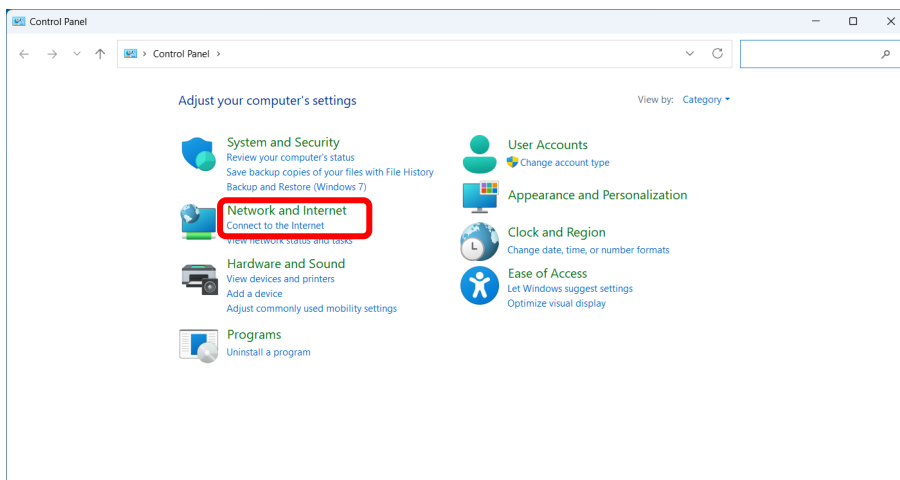 Control Panel
Control Panel
Adjust your computer's settings
View by: Category
System and Security
Review your computer's status
Save backup copies of your files with File History
Backup and Restore (Windows 7)
Network and Internet
Connect to the Internet
View network status and tasks
Hardware and Sound
View devices and printers
Add a device
Adjust commonly used mobility settings
Programs
Uninstall a program
User Accounts
Change account type
Appearance and Personalization
Clock and Region
Change date, time, or number formats
Ease of Access
Let Windows suggest settings
Optimize visual display